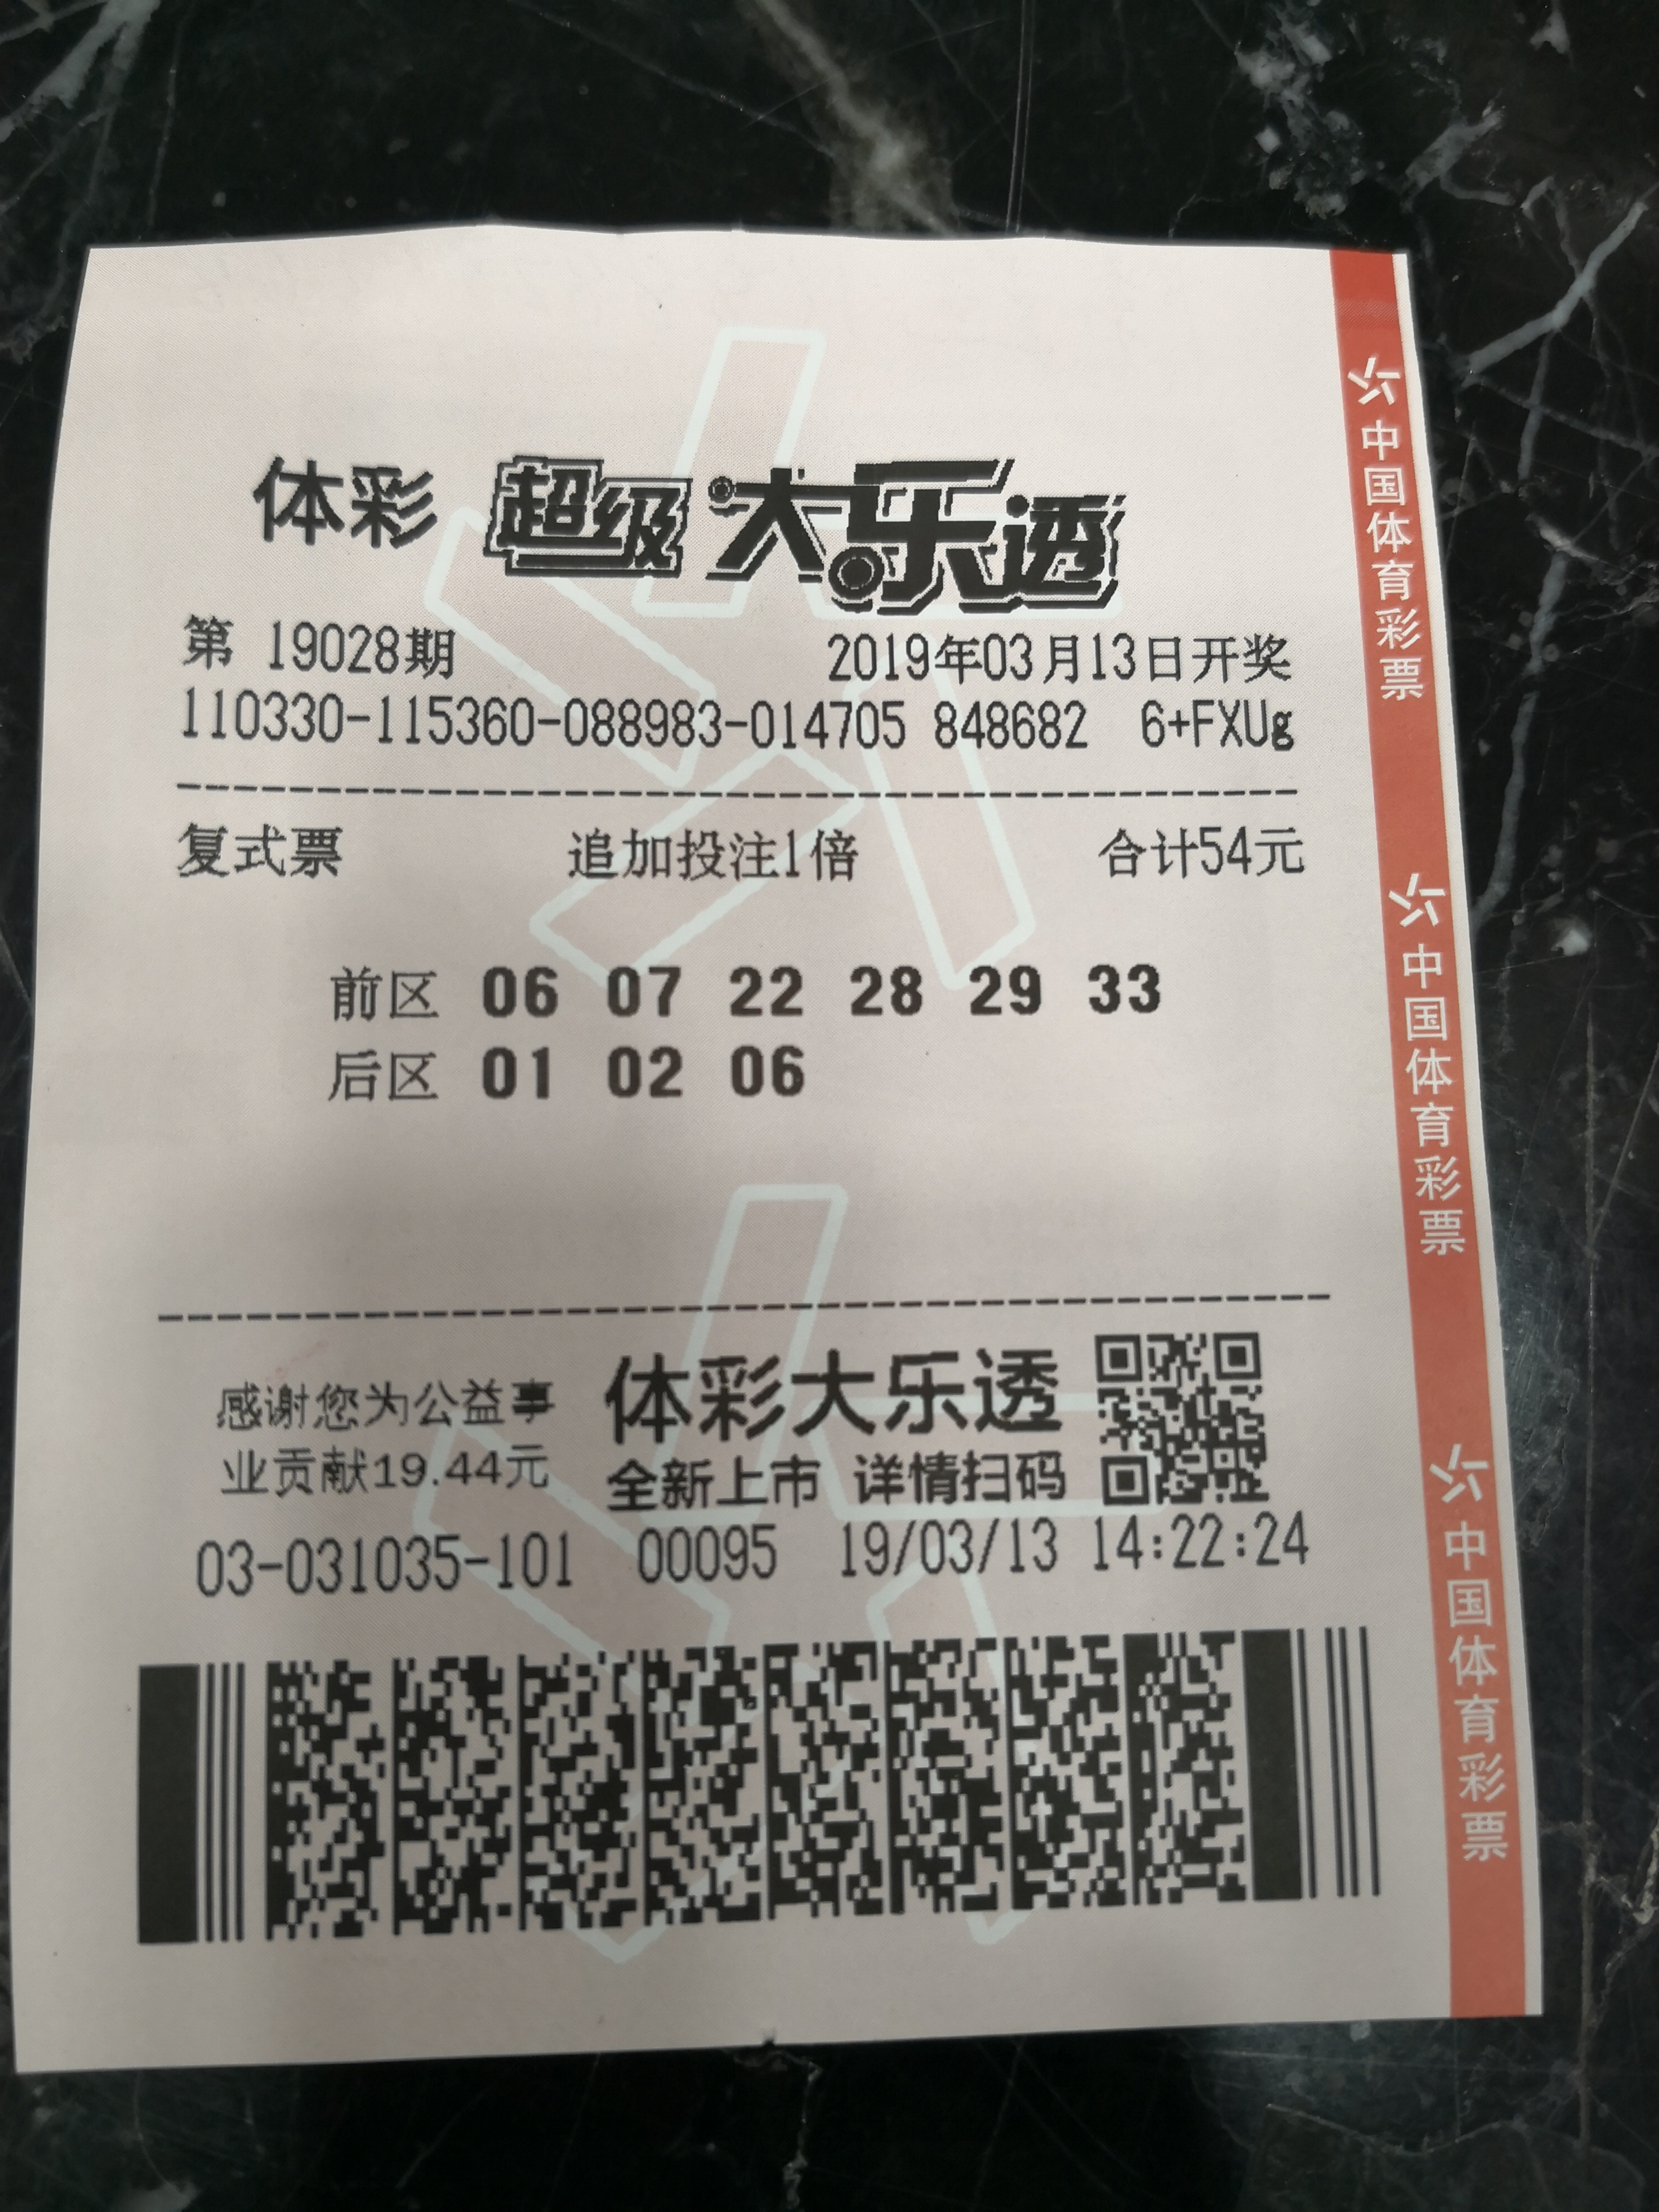 体彩 超级大乐透
第 19028期 2019年03月13日开奖
110330-115360-088983-014705 848682 6+FXUg
复式票 追加投注1倍 合计54元
前区 06 07 22 28 29 33
后区 01 02 06
感谢您为公益事
业贡献19.44元
体彩大乐透
全新上市 详情扫码
03-031035-101 00095 19/03/13 14:22:24
中国体育彩票
中国体育彩票
中国体育彩票